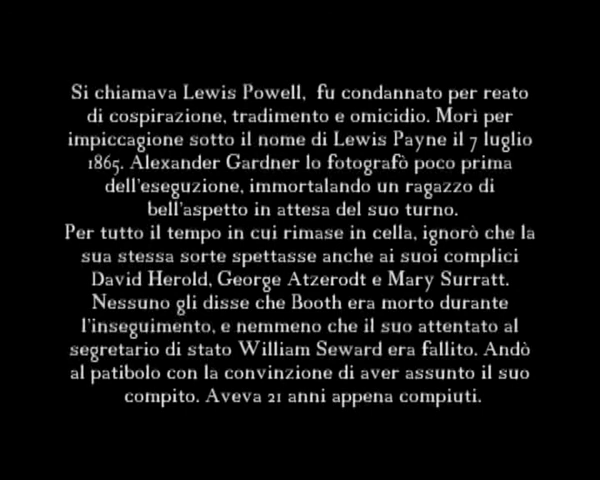 Si chiamava Lewis Powell, fu condannato per reato
di cospirazione, tradimento e omicidio. Morì per
impiccagione sotto il nome di Lewis Payne il 7 luglio
1865. Alexander Gardner lo fotografò poco prima
dell'eseguzione, immortalando un ragazzo di
bell'aspetto in attesa del suo turno.
Per tutto il tempo in cui rimase in cella, ignorò che la
sua stessa sorte spettasse anche ai suoi complici
David Herold, George Atzerodt e Mary Surratt.
Nessuno gli disse che Booth era morto durante
l'inseguimento, e nemmeno che il suo attentato al
segretario di stato William Seward era fallito. Andò
al patibolo con la convinzione di aver assunto il suo
compito. Aveva 21 anni appena compiuti.